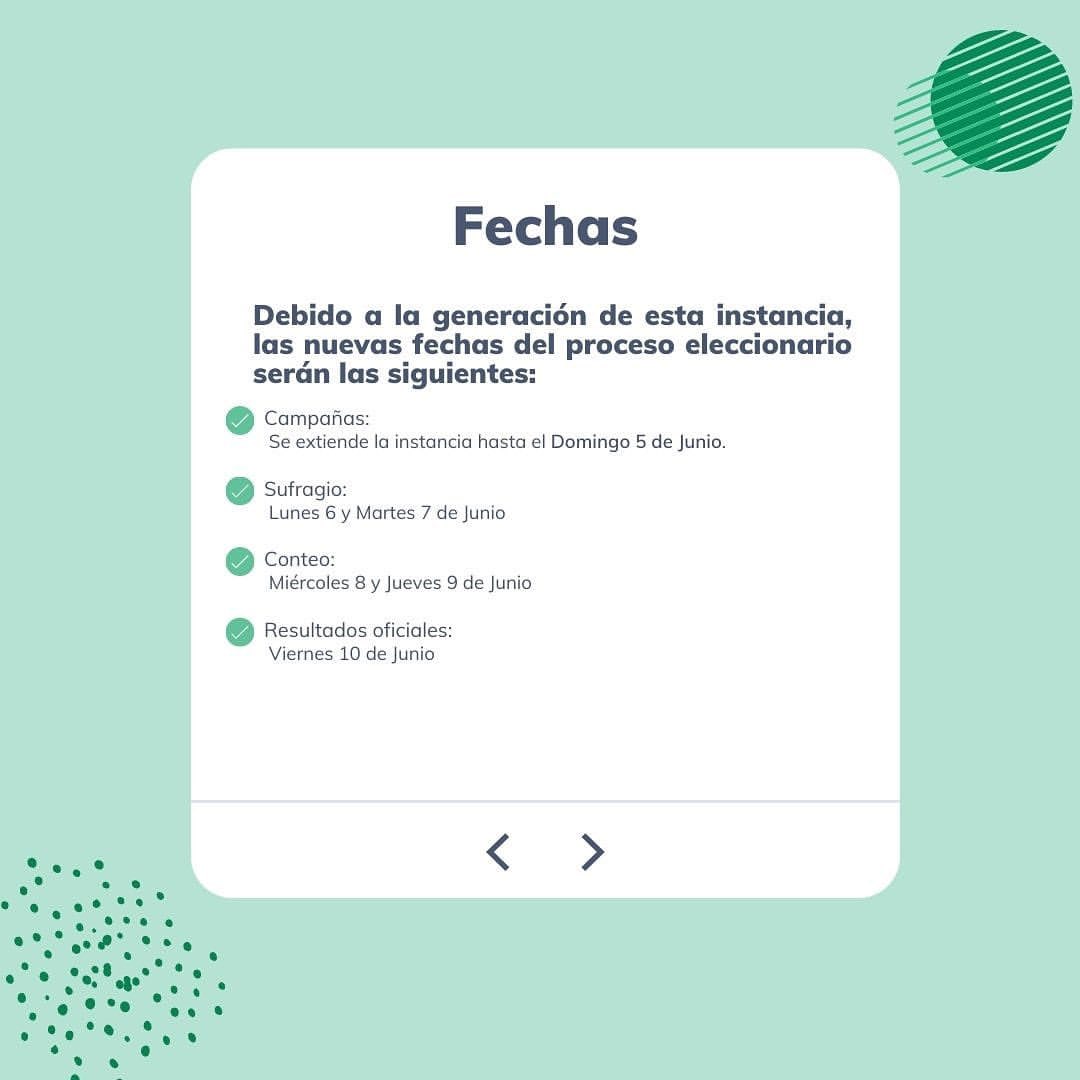 Fechas
Debido a la generación de esta instancia,
las nuevas fechas del proceso eleccionario
serán las siguientes:
Campañas:
Se extiende la instancia hasta el Domingo 5 de Junio.
Sufragio:
Lunes 6 y Martes 7 de Junio
Conteo:
Miércoles 8 y Jueves 9 de Junio
Resultados oficiales:
Viernes 10 de Junio